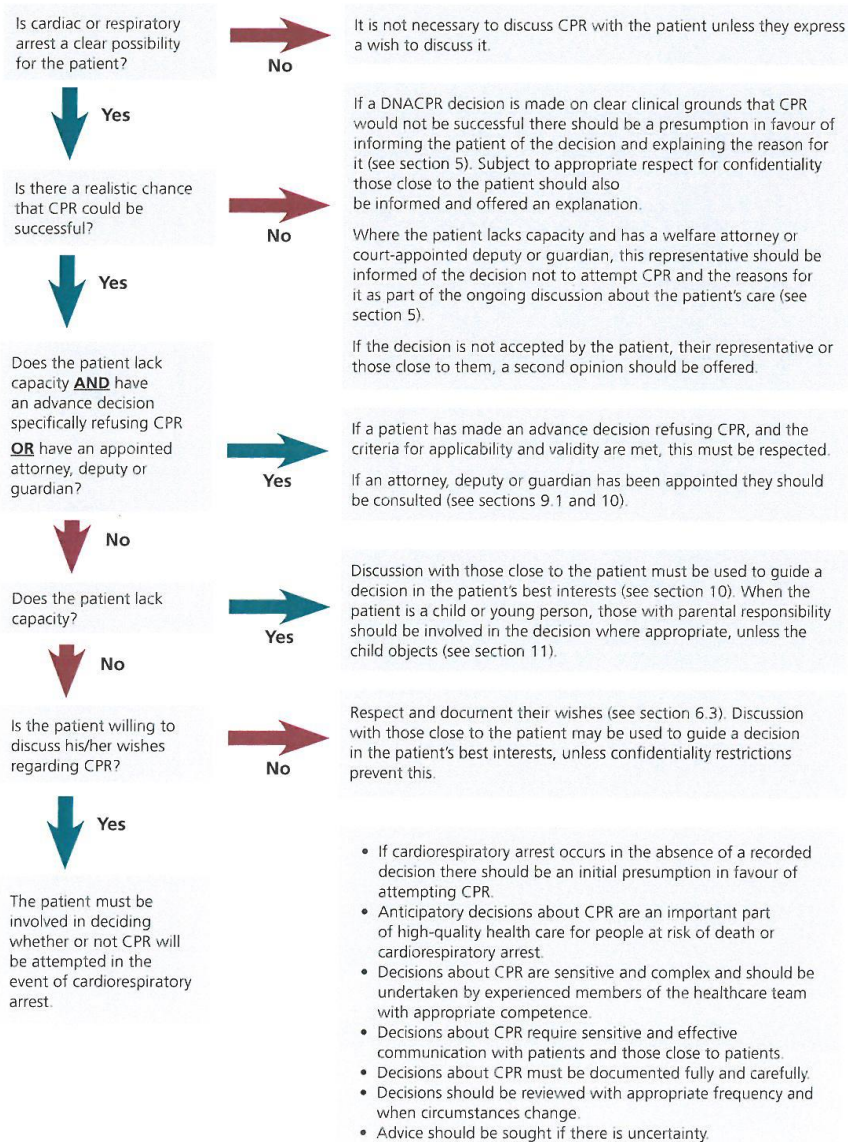 Is cardiac or respiratory
arrest a clear possibility
for the patient?
No
It is not necessary to discuss CPR with the patient unless they express
a wish to discuss it.
Yes
Is there a realistic chance
that CPR could be
successful?
No
If a DNACPR decision is made on clear clinical grounds that CPR
would not be successful there should be a presumption in favour of
informing the patient of the decision and explaining the reason for
it (see section 5). Subject to appropriate respect for confidentiality
those close to the patient should also
be informed and offered an explanation.
Where the patient lacks capacity and has a welfare attorney or
court-appointed deputy or guardian, this representative should be
informed of the decision not to attempt CPR and the reasons for
it as part of the ongoing discussion about the patient's care (see
section 5).
If the decision is not accepted by the patient, their representative or
those close to them, a second opinion should be offered.
Yes
Does the patient lack
capacity AND have
an advance decision
specifically refusing CPR
OR have an appointed
attorney, deputy or
guardian?
Yes
If a patient has made an advance decision refusing CPR, and the
criteria for applicability and validity are met, this must be respected.
If an attorney, deputy or guardian has been appointed they should
be consulted (see sections 9.1 and 10).
No
Does the patient lack
capacity?
Yes
Discussion with those close to the patient must be used to guide a
decision in the patient's best interests (see section 10). When the
patient is a child or young person, those with parental responsibility
should be involved in the decision where appropriate, unless the
child objects (see section 11).
No
Is the patient willing to
discuss his/her wishes
regarding CPR?
No
Respect and document their wishes (see section 6.3). Discussion
with those close to the patient may be used to guide a decision
in the patient's best interests, unless confidentiality restrictions
prevent this.
Yes
The patient must be
involved in deciding
whether or not CPR will
be attempted in the
event of cardiorespiratory
arrest.
• If cardiorespiratory arrest occurs in the absence of a recorded
decision there should be an initial presumption in favour of
attempting CPR.
• Anticipatory decisions about CPR are an important part
of high-quality health care for people at risk of death or
cardiorespiratory arrest.
• Decisions about CPR are sensitive and complex and should be
undertaken by experienced members of the healthcare team
with appropriate competence.
• Decisions about CPR require sensitive and effective
communication with patients and those close to patients.
• Decisions about CPR must be documented fully and carefully.
• Decisions should be reviewed with appropriate frequency and
when circumstances change.
• Advice should be sought if there is uncertainty.